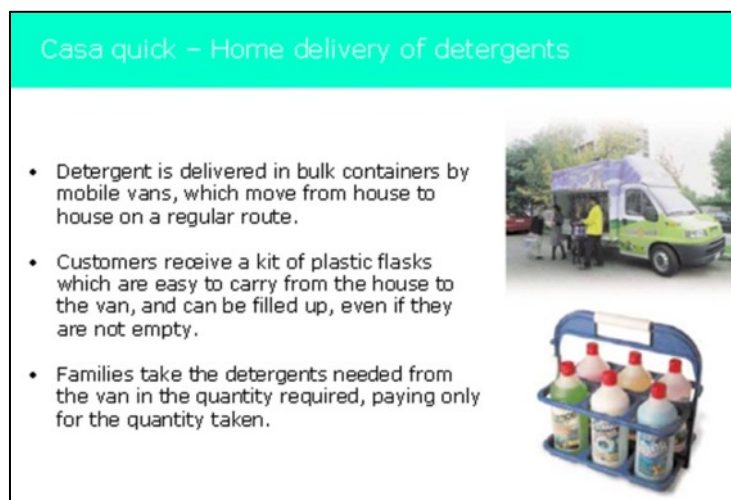 Casa quick – Home delivery of detergents
• Detergent is delivered in bulk containers by
mobile vans, which move from house to
house on a regular route.
• Customers receive a kit of plastic flasks
which are easy to carry from the house to
the van, and can be filled up, even if they
are not empty.
• Families take the detergents needed from
the van in the quantity required, paying only
for the quantity taken.